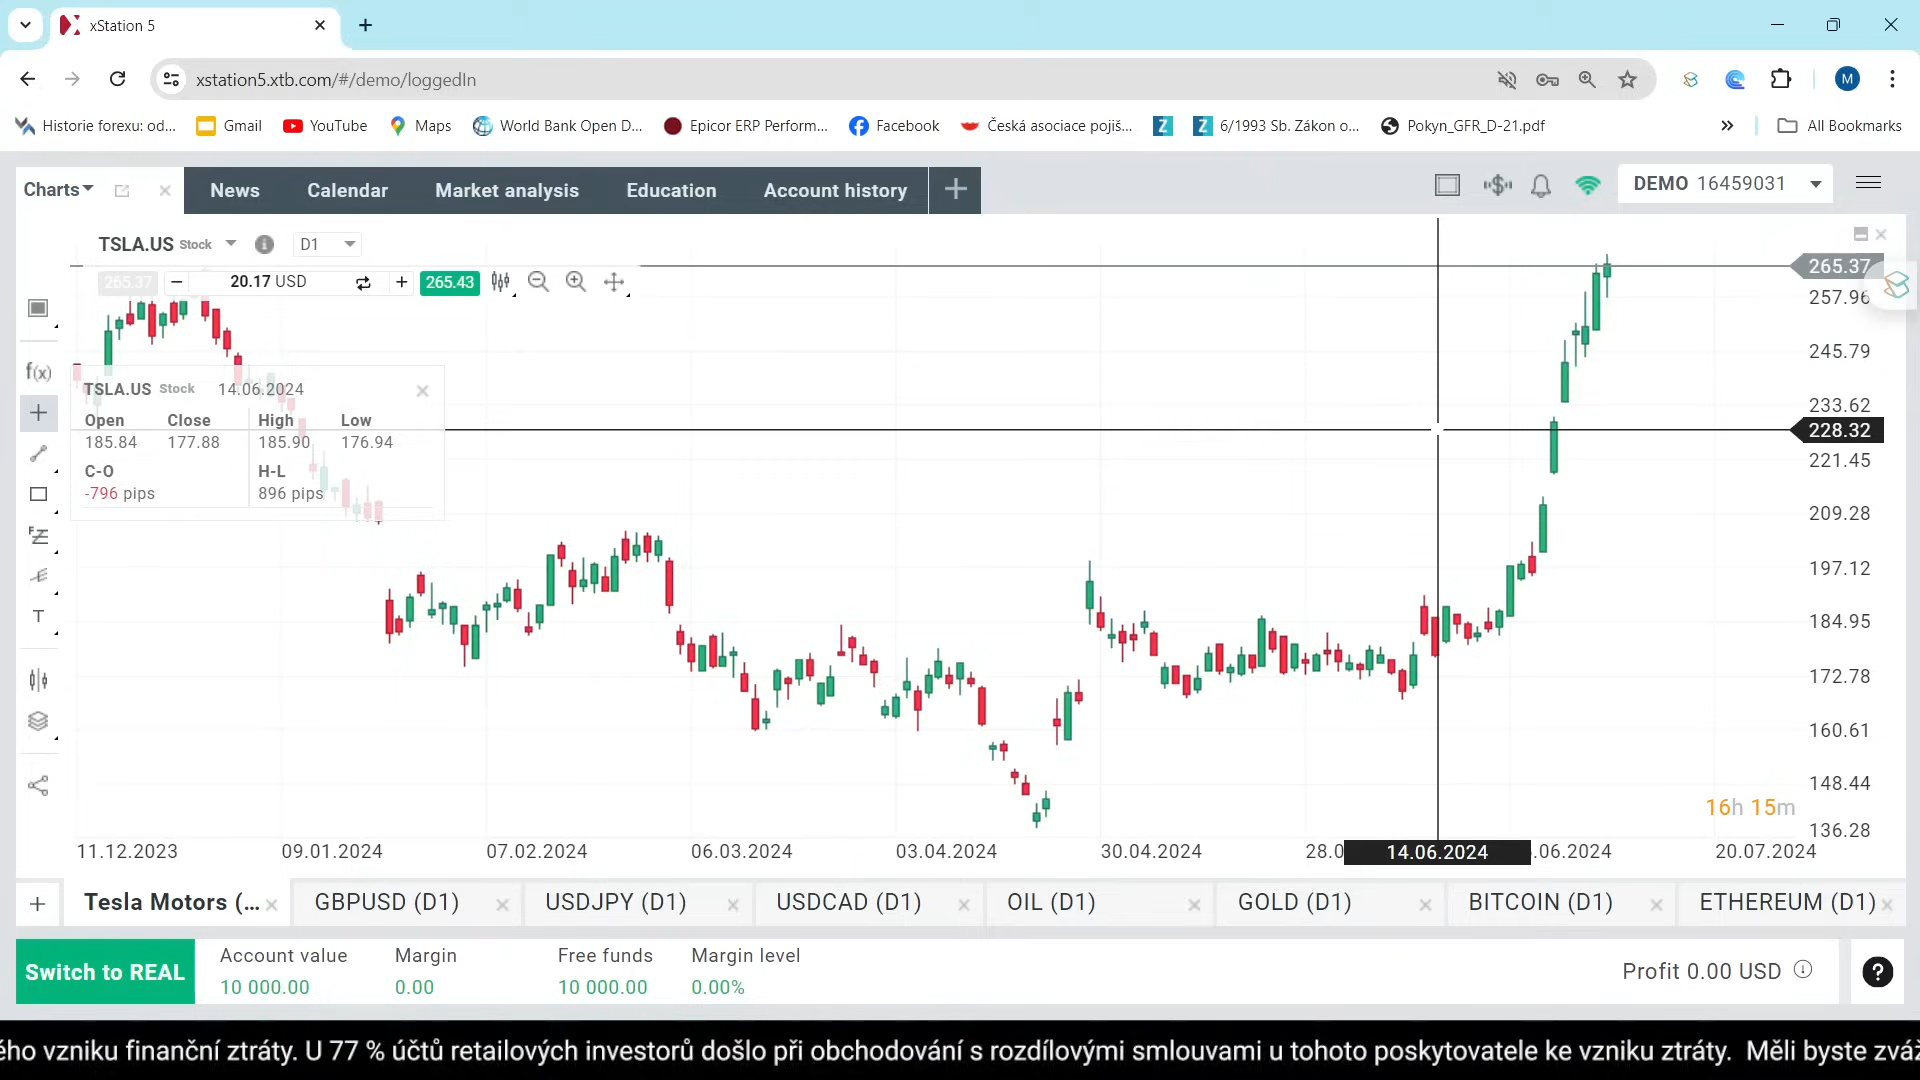 xStation 5
xstation5.xtb.com/#/demo/loggedIn
M
Historie forexu: od...
Gmail
YouTube
Maps
World Bank Open D...
Epicor ERP Perform...
Facebook
Česká asociace pojiš...
6/1993 Sb. Zákon o...
Pokyn_GFR_D-21.pdf
All Bookmarks
Charts
News
Calendar
Market analysis
Education
Account history
DEMO 16459031
TSLA.US Stock
D1
265.37
20.17 USD
265.43
f(x)
T
TSLA.US Stock 14.06.2024
Open Close High Low
185.84 177.88 185.90 176.94
C-O H-L
-796 pips 896 pips
265.37
257.96
245.79
233.62
228.32
221.45
209.28
197.12
184.95
172.78
160.61
148.44
16h 15m
136.28
11.12.2023 09.01.2024 07.02.2024 06.03.2024 03.04.2024 30.04.2024 28.0 14.06.2024 .06.2024 20.07.2024
Tesla Motors (...
GBPUSD (D1)
USDJPY (D1)
USDCAD (D1)
OIL (D1)
GOLD (D1)
BITCOIN (D1)
ETHEREUM (D1)
Switch to REAL
Account value Margin Free funds Margin level
10 000.00 0.00 10 000.00 0.00%
Profit 0.00 USD
ého vzniku finanční ztráty. U 77 % účtů retailových investorů došlo při obchodování s rozdílovými smlouvami u tohoto poskytovatele ke vzniku ztráty. Měli byste zváž